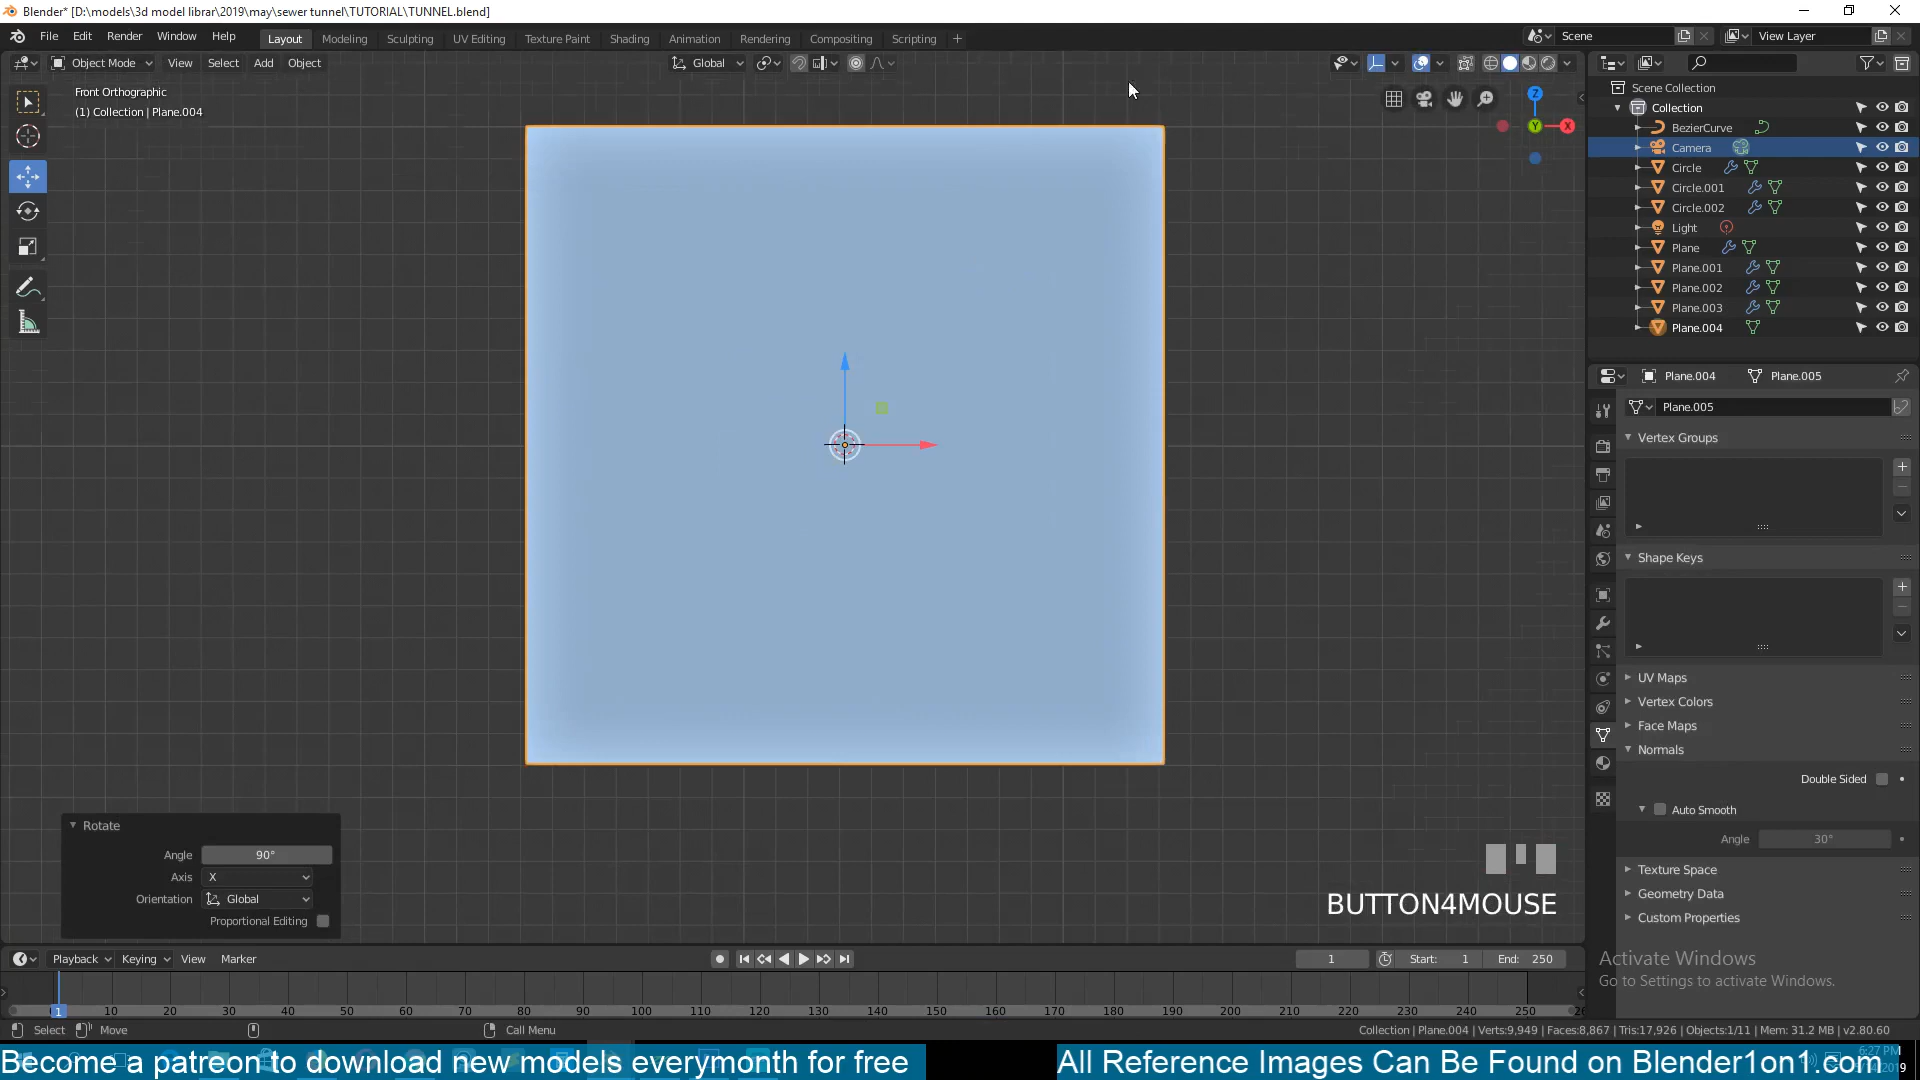 Blender* [D:\models\3d model librar\2019\may\sewer tunnel\TUTORIAL\TUNNEL.blend]
File Edit Render Window Help Layout Modeling Sculpting UV Editing Texture Paint Shading Animation Rendering Compositing Scripting + Scene View Layer
Object Mode View Select Add Object Global
Front Orthographic
(1) Collection | Plane.004
Z
Y
X
Scene Collection
Collection
BezierCurve
Camera
Circle
Circle.001
Circle.002
Light
Plane
Plane.001
Plane.002
Plane.003
Plane.004
Plane.004 Plane.005
Plane.005
Vertex Groups
Shape Keys
UV Maps
Vertex Colors
Face Maps
Normals
Double Sided
Auto Smooth
Angle 30°
Texture Space
Geometry Data
Custom Properties
Rotate
Angle 90°
Axis X
Orientation Global
Proportional Editing
BUTTON4MOUSE
Activate Windows
Go to Settings to activate Windows.
Playback Keying View Marker 1 Start: 1 End: 250
1 10 20 30 40 50 60 70 80 90 100 110 120 130 140 150 160 170 180 190 200 210 220 230 240 250
Select Move Call Menu Collection | Plane.004 | Verts:9,949 | Faces:8,867 | Tris:17,926 | Objects:1/11 | Mem: 31.2 MB | v2.80.60
Become a patreon to download new models everymonth for free
All Reference Images Can Be Found on Blender1on1.com
6:27 PM